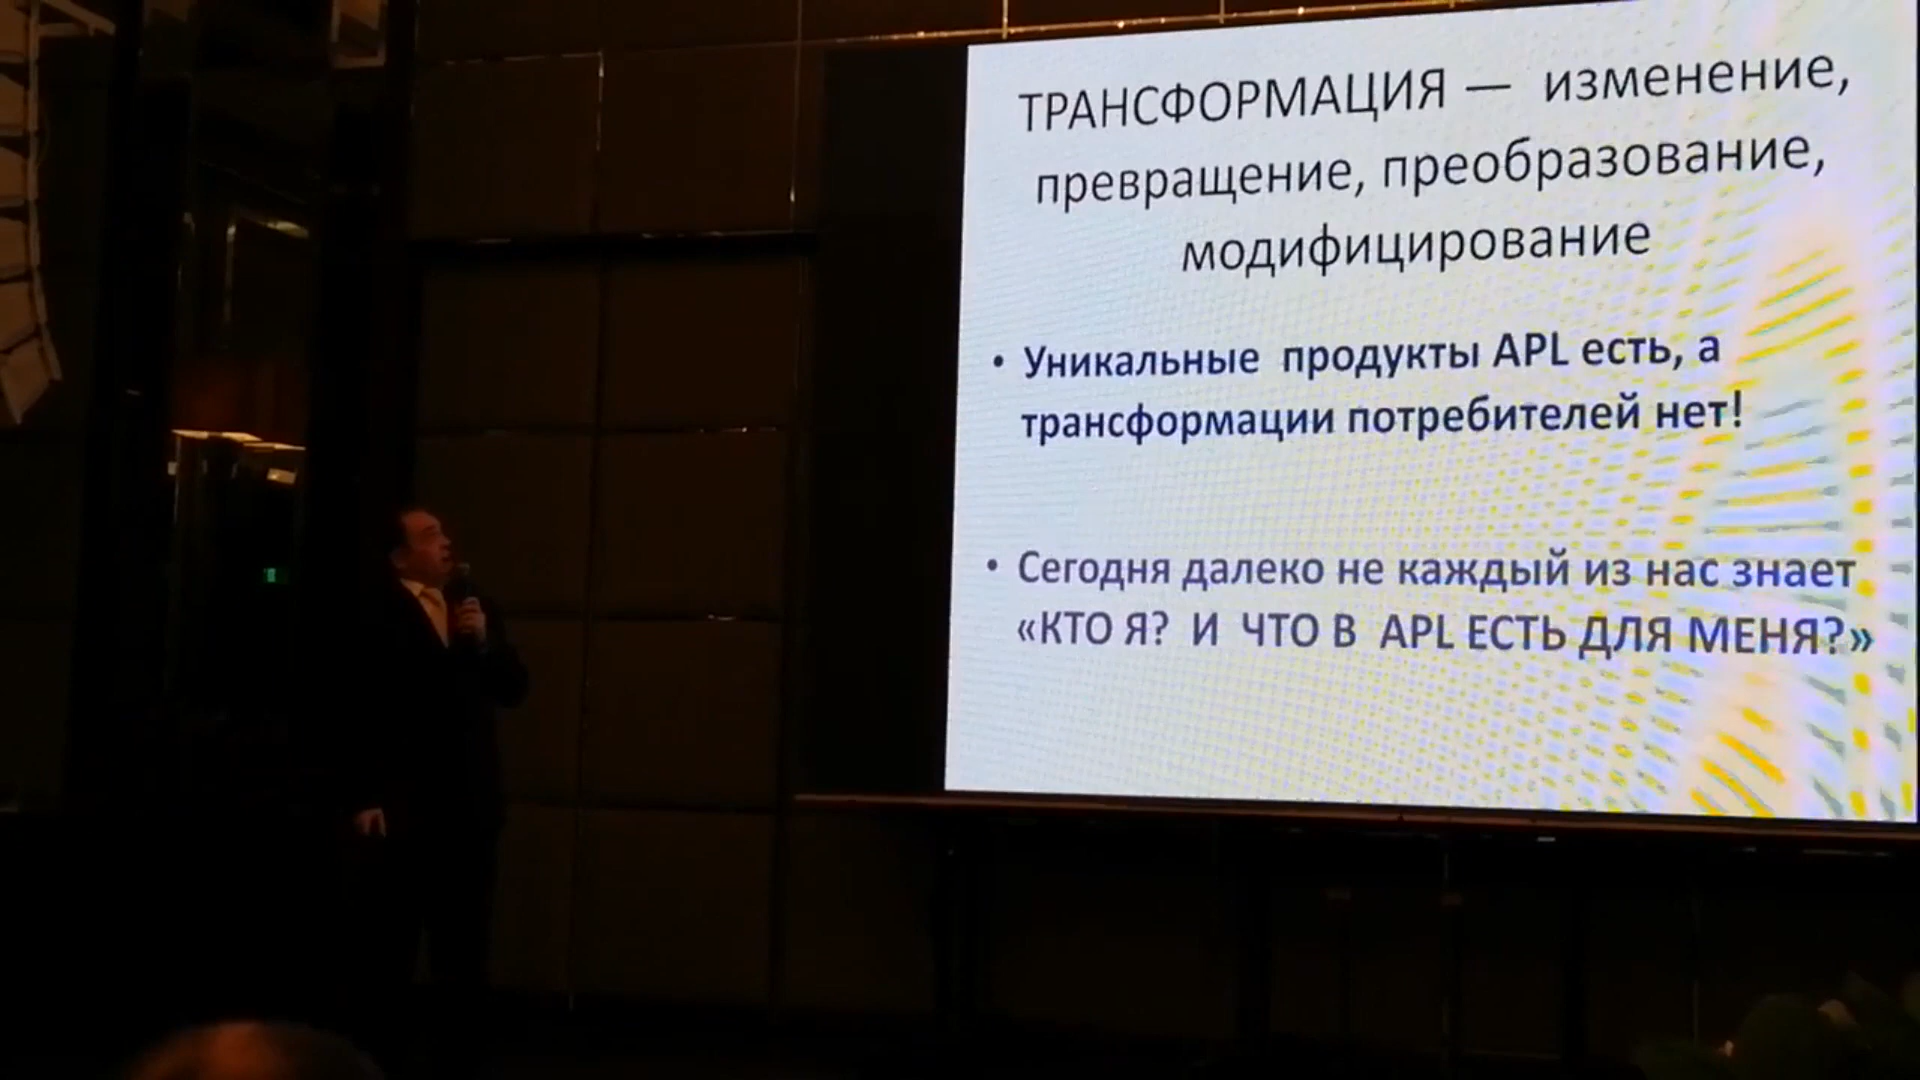 ТРАНСФОРМАЦИЯ — изменение,
превращение, преобразование,
модифицирование
• Уникальные продукты APL есть, а
трансформации потребителей нет!
• Сегодня далеко не каждый из нас знает
«КТО Я? И ЧТО В APL ЕСТЬ ДЛЯ МЕНЯ?»